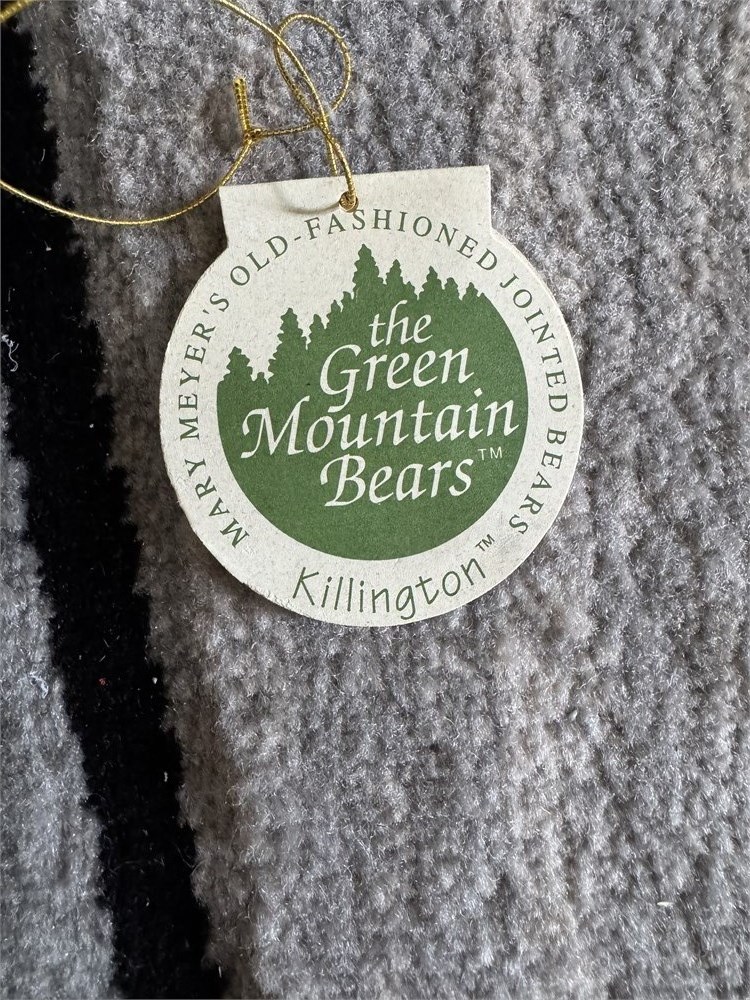 MARY MEYER'S OLD-FASHIONED JOINTED BEARS
the
Green
Mountain
Bears™
Killington™